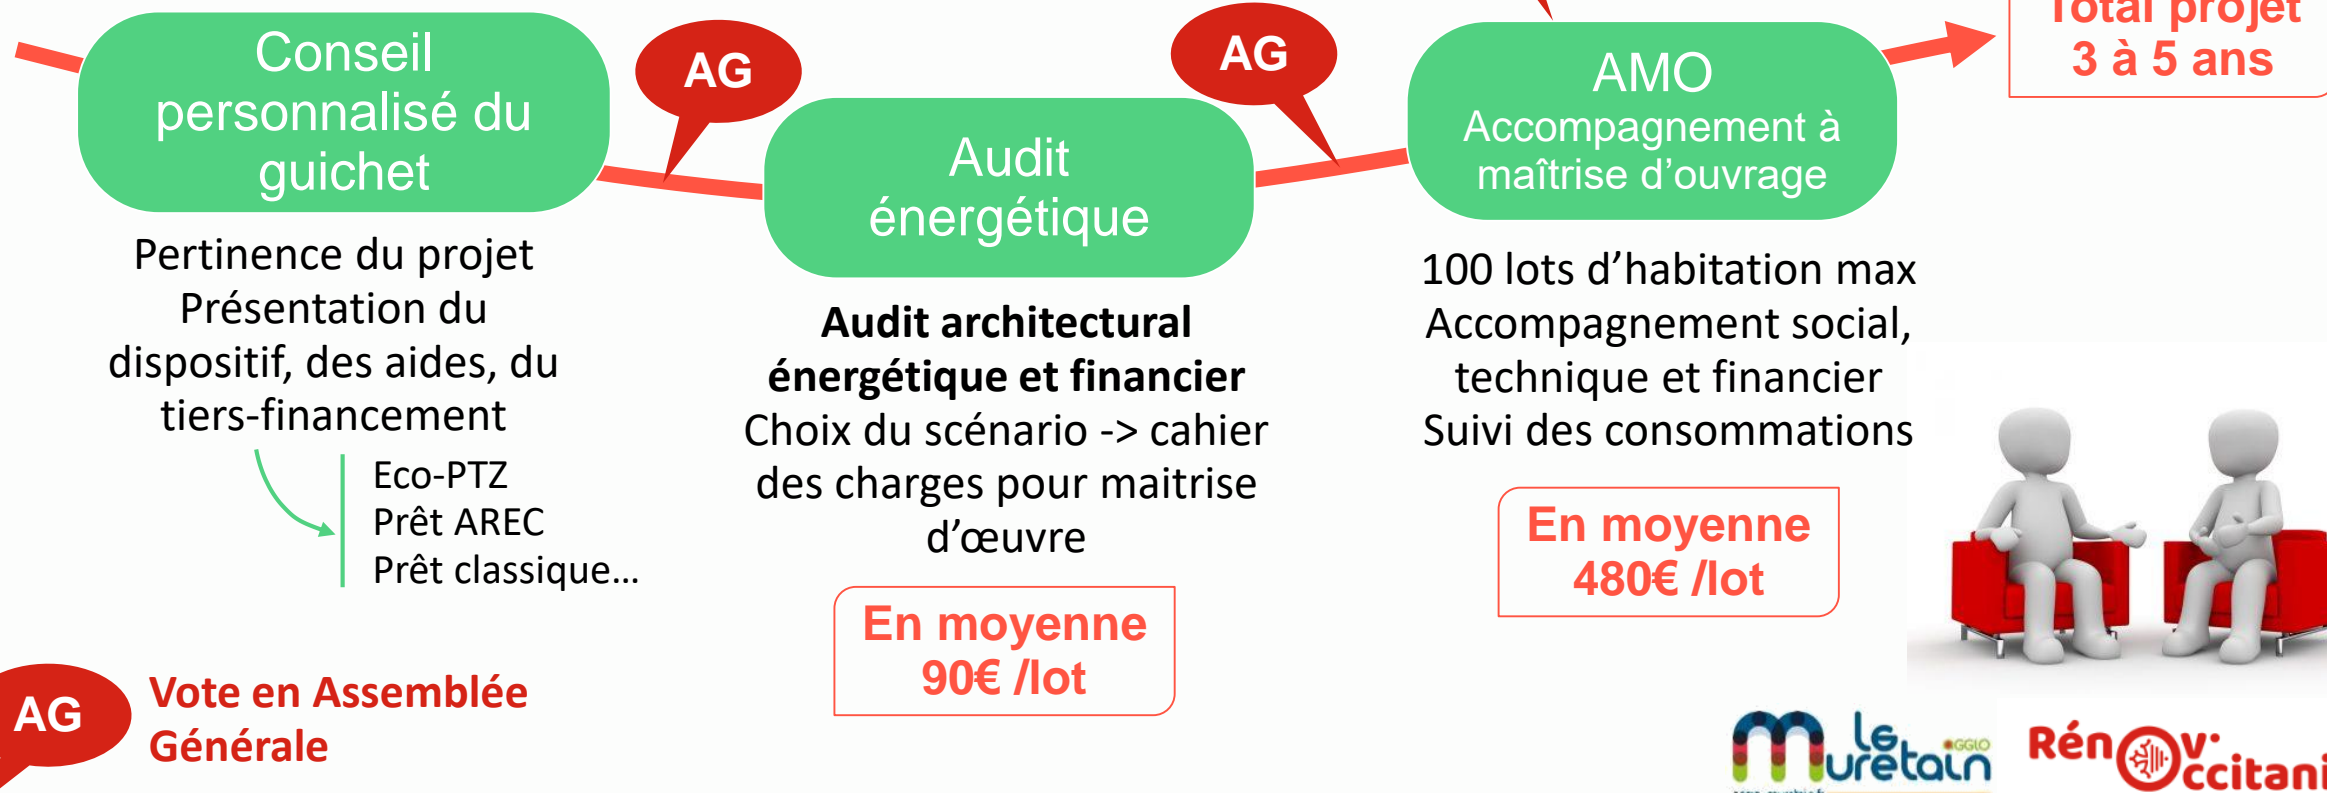 Conseil
personnalisé du
guichet
Pertinence du projet
Présentation du
dispositif, des aides, du
tiers-financement
Eco-PTZ
Prêt AREC
Prêt classique...
AG
Audit
énergétique
Audit architectural
énergétique et financier
Choix du scénario -> cahier
des charges pour maitrise
d'œuvre
En moyenne
90€ /lot
AG
AMO
Accompagnement à
maîtrise d'ouvrage
100 lots d'habitation max
Accompagnement social,
technique et financier
Suivi des consommations
En moyenne
480€ /lot
Total projet
3 à 5 ans
AG
Vote en Assemblée
Générale
Le
Muretain
AGGLO
Rénov'
Occitani